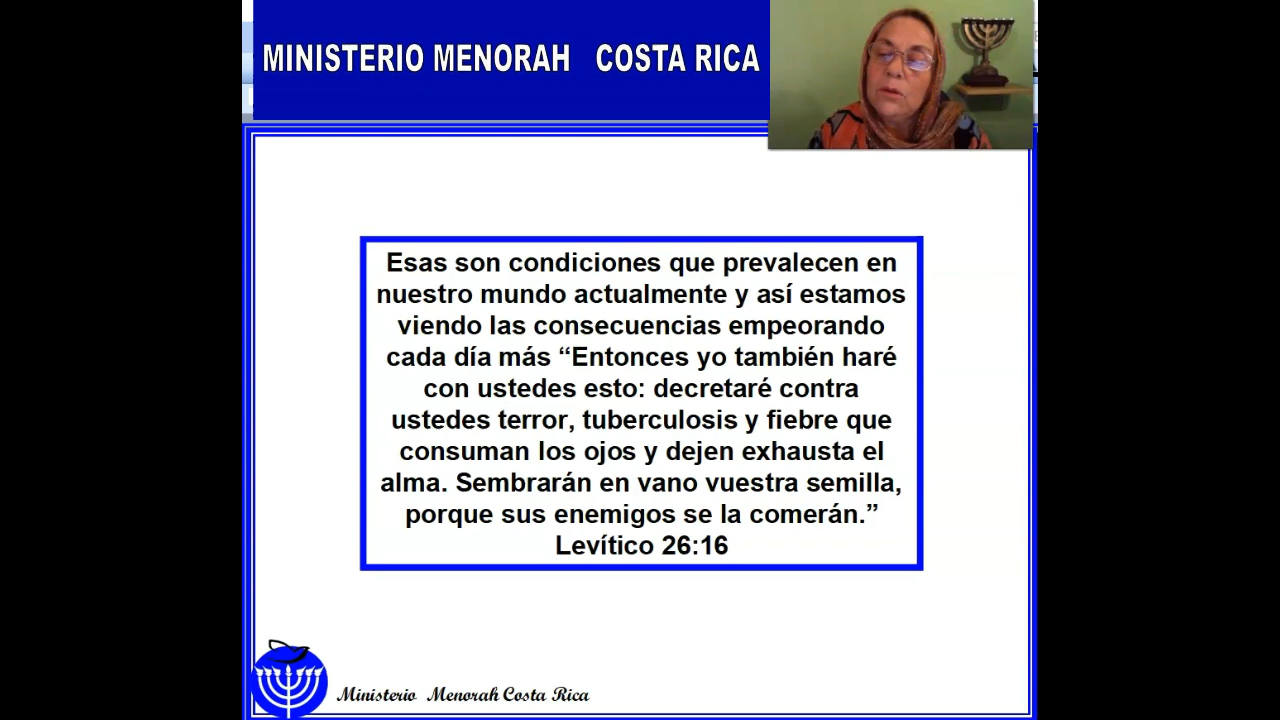 MINISTERIO MENORAH   COSTA RICA
Esas son condiciones que prevalecen en
nuestro mundo actualmente y así estamos
viendo las consecuencias empeorando
cada día más “Entonces yo también haré
con ustedes esto: decretaré contra
ustedes terror, tuberculosis y fiebre que
consuman los ojos y dejen exhausta el
alma. Sembrarán en vano vuestra semilla,
porque sus enemigos se la comerán.”
Levítico 26:16
Ministerio  Menorah Costa Rica